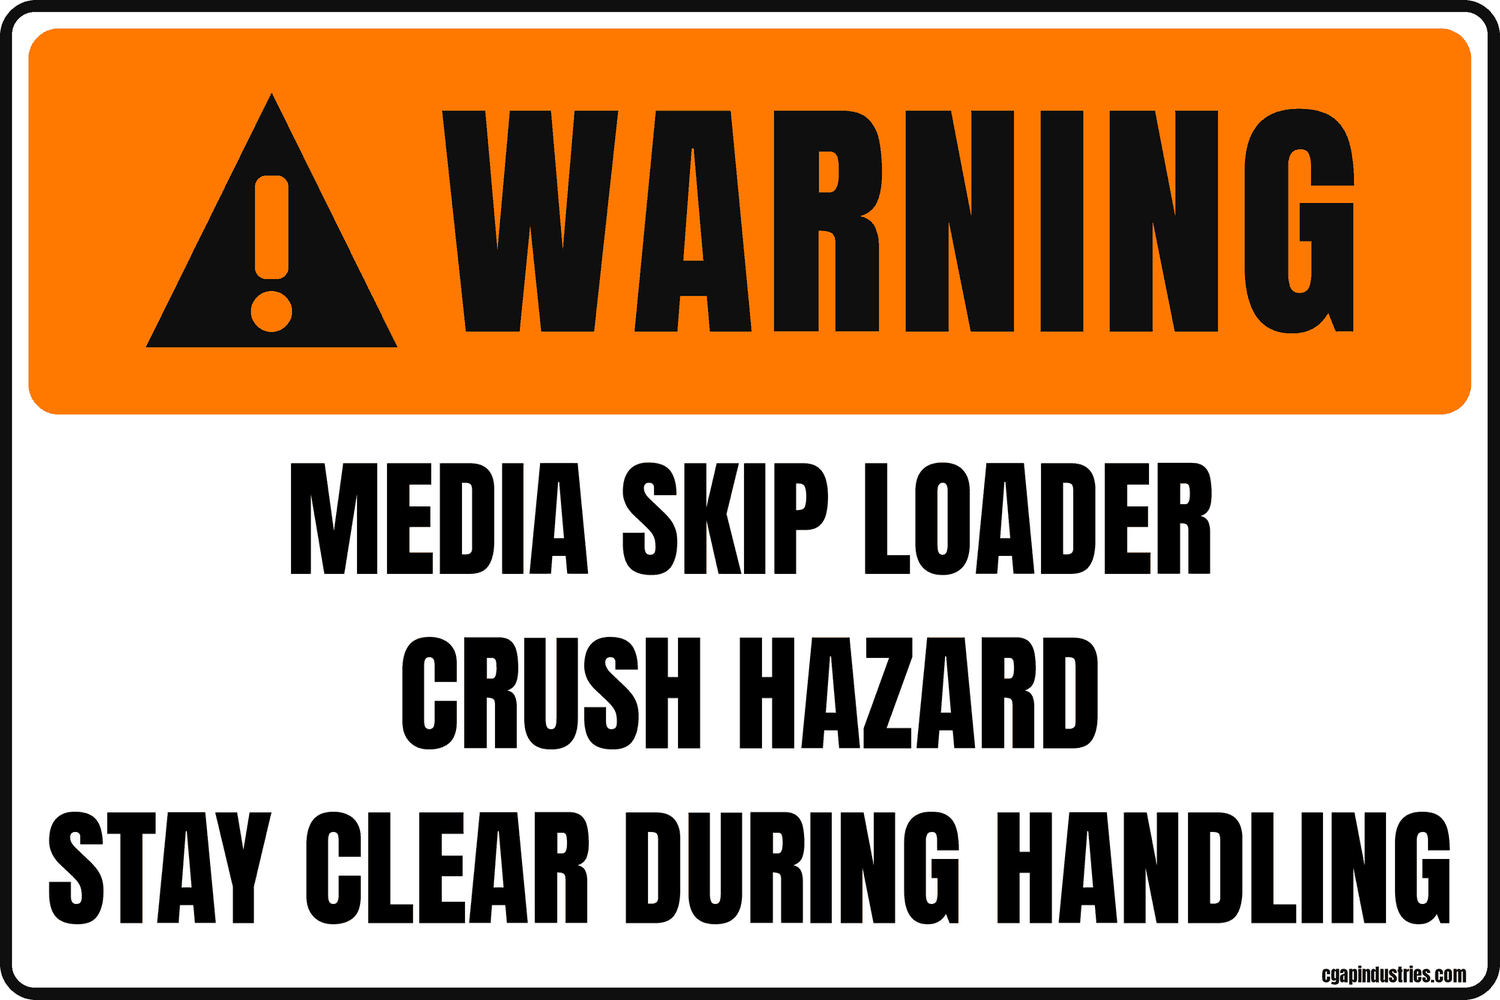 WARNING
MEDIA SKIP LOADER
CRUSH HAZARD
STAY CLEAR DURING HANDLING
cgapindustries.com